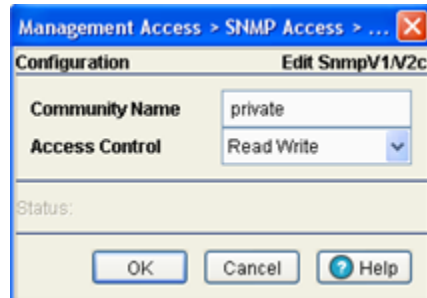 Management Access > SNMP Access > ...
Configuration Edit SnmpV1/V2c
Community Name private
Access Control Read Write
Status:
OK Cancel Help